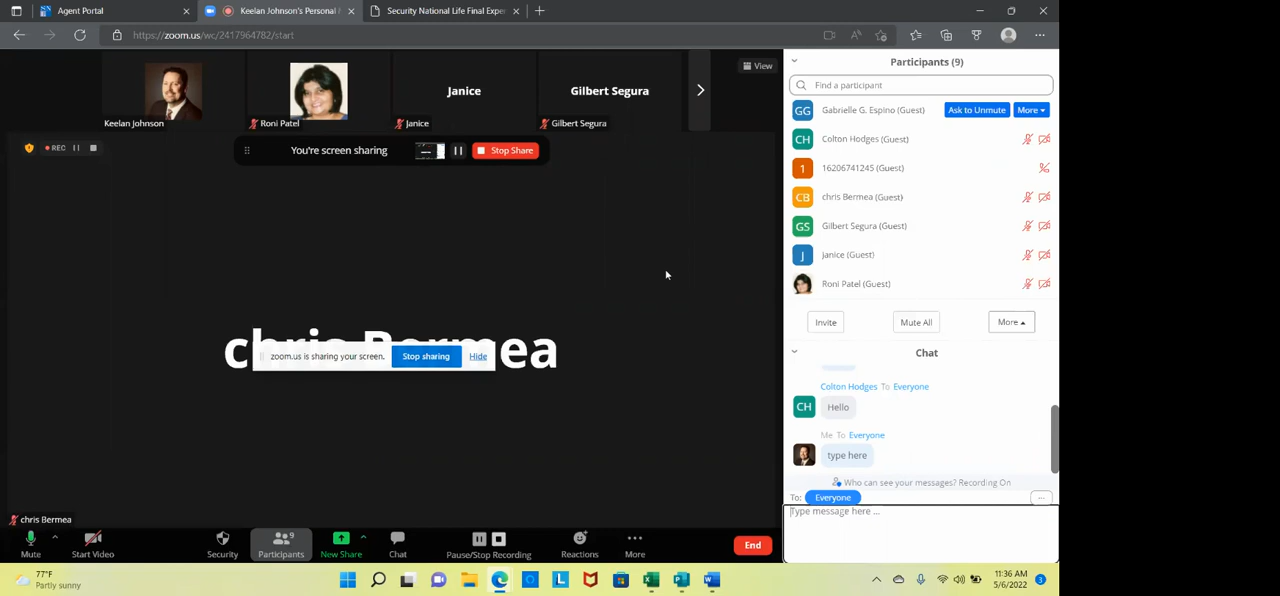 Agent Portal
Keelan Johnson's Personal
Security National Life Final Expe
https://zoom.us/wc/2417964782/start
View
Janice
Gilbert Segura
Keelan Johnson
Roni Patel
Janice
Gilbert Segura
REC
You're screen sharing
Stop Share
chris Bermea
zoom.us is sharing your screen.
Stop sharing
Hide
chris Bermea
Mute
Start Video
Security
9
Participants
New Share
Chat
Pause/Stop Recording
Reactions
More
End
Participants (9)
Find a participant
GG
Gabrielle G. Espino (Guest)
Ask to Unmute
More
CH
Colton Hodges (Guest)
1
16206741245 (Guest)
CB
chris Bermea (Guest)
GS
Gilbert Segura (Guest)
J
Janice (Guest)
Roni Patel (Guest)
Invite
Mute All
More
Chat
Colton Hodges To Everyone
CH
Hello
Me To Everyone
type here
Who can see your messages? Recording On
To: Everyone
Type message here ...
77°F
Partly sunny
11:36 AM
5/6/2022
3